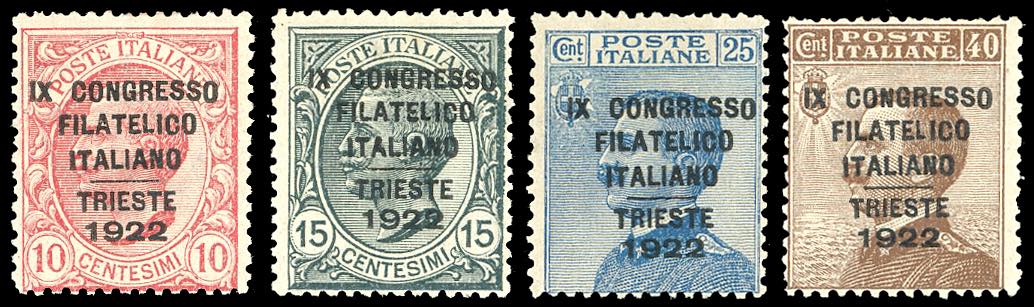 POSTE ITALIANE
IX CONGRESSO
FILATELICO
ITALIANO
TRIESTE
1922
10 CENTESIMI 10
POSTE ITALIANE
IX CONGRESSO
FILATELICO
ITALIANO
TRIESTE
1922
15 CENTESIMI 15
Cent. POSTE ITALIANE 25
IX CONGRESSO
FILATELICO
ITALIANO
TRIESTE
1922
Cent. POSTE ITALIANE 40
IX CONGRESSO
FILATELICO
ITALIANO
TRIESTE
1922